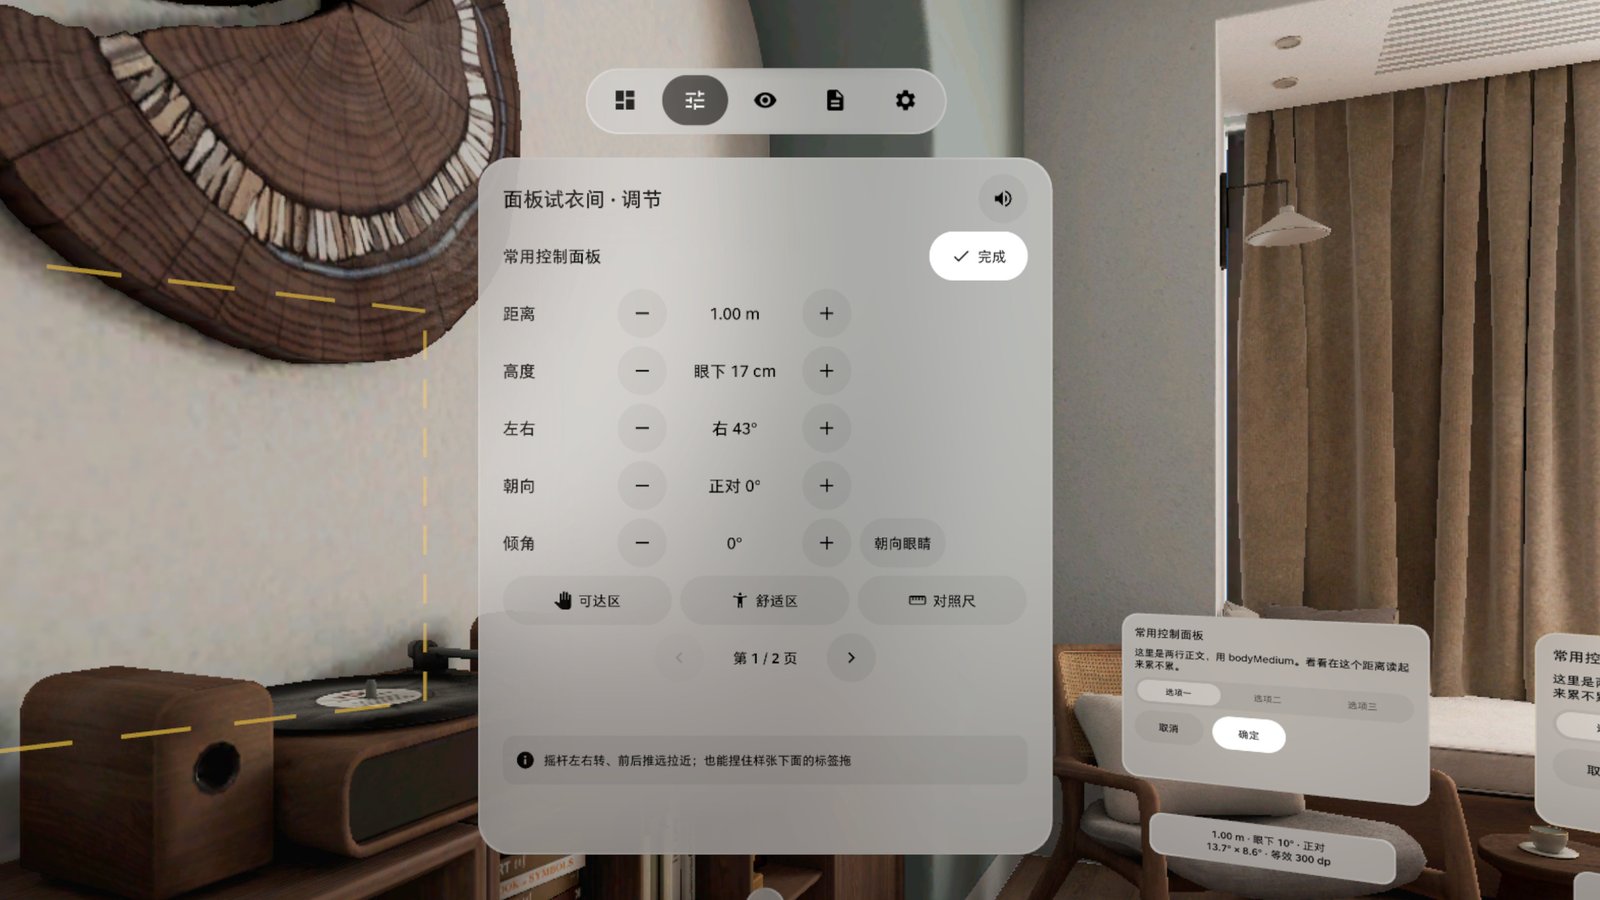 面板试衣间 · 调节
常用控制面板
完成
距离
1.00 m
高度
眼下 17 cm
左右
右 43°
朝向
正对 0°
倾角
0°
朝向眼睛
可达区
舒适区
对照尺
第 1 / 2 页
摇杆左右转、前后推远拉近；也能捏住样张下面的标签拖
常用控制面板
这里是两行正文，用 bodyMedium。看看在这个距离读起
来累不累。
选项一
选项二
选项三
取消
确定
1.00 m · 眼下 10° · 正对
13.7° × 8.6° · 等效 300 dp
常用控
这里是
来累不
取
SYMBOLS